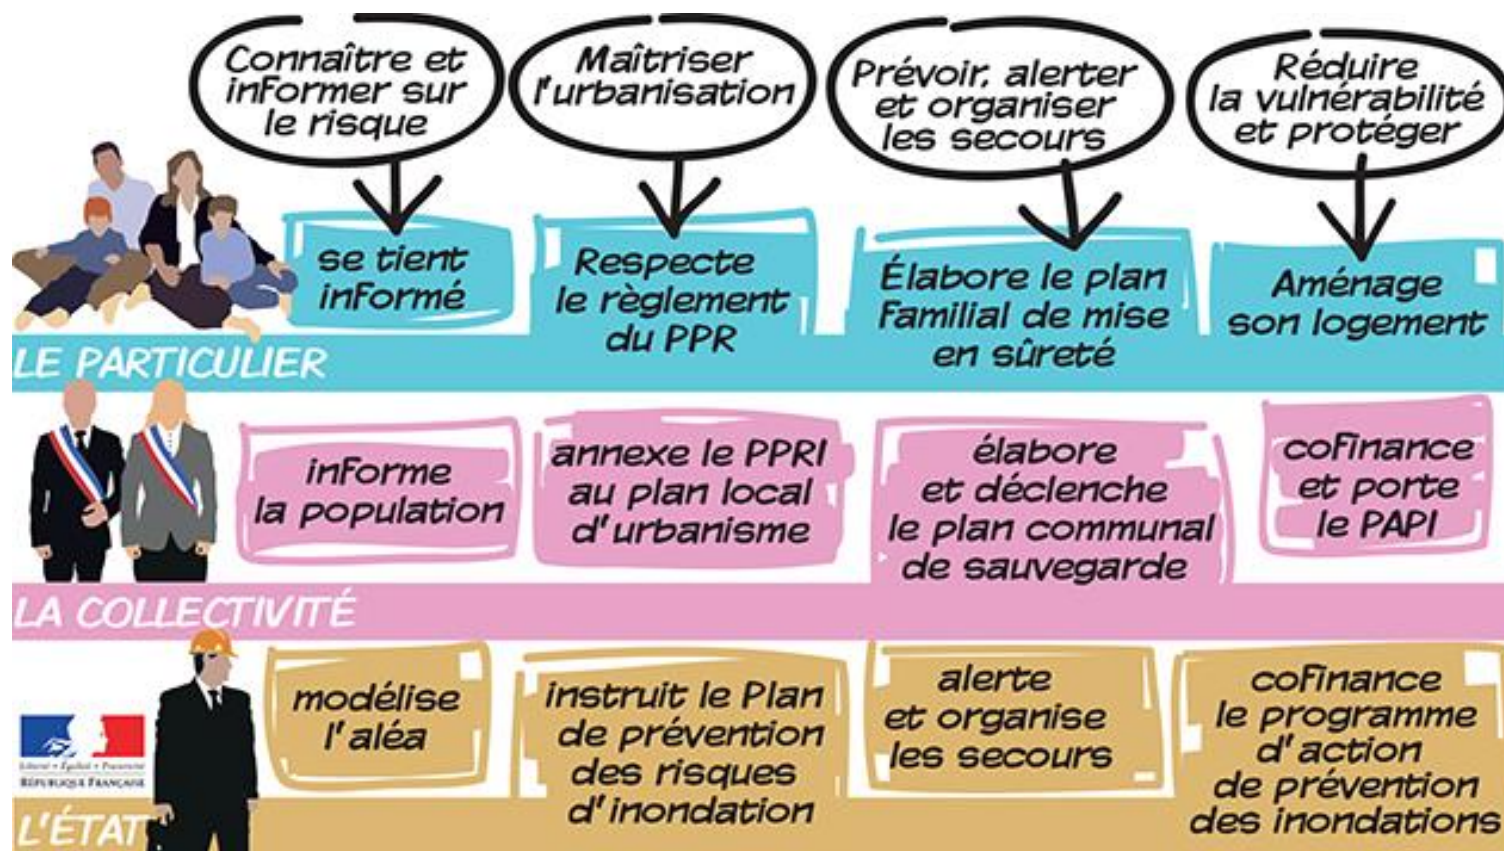 Connaître et
informer sur
le risque
Maîtriser
l'urbanisation
Prévoir, alerter
et organiser
les secours
Réduire
la vulnérabilité
et protéger
se tient
informé
Respecte
le règlement
du PPR
Élabore le plan
Familial de mise
en sûreté
Aménage
son logement
LE PARTICULIER
informe
la population
annexe le PPRI
au plan local
d'urbanisme
élabore
et déclenche
le plan communal
de sauvegarde
cofinance
et porte
le PAPI
LA COLLECTIVITÉ
modélise
l'aléa
instruit le Plan
de prévention
des risques
d'inondation
alerte
et organise
les secours
cofinance
le programme
d'action
de prévention
des inondations
Liberté • Égalité • Fraternité
RÉPUBLIQUE FRANÇAISE
L'ÉTAT